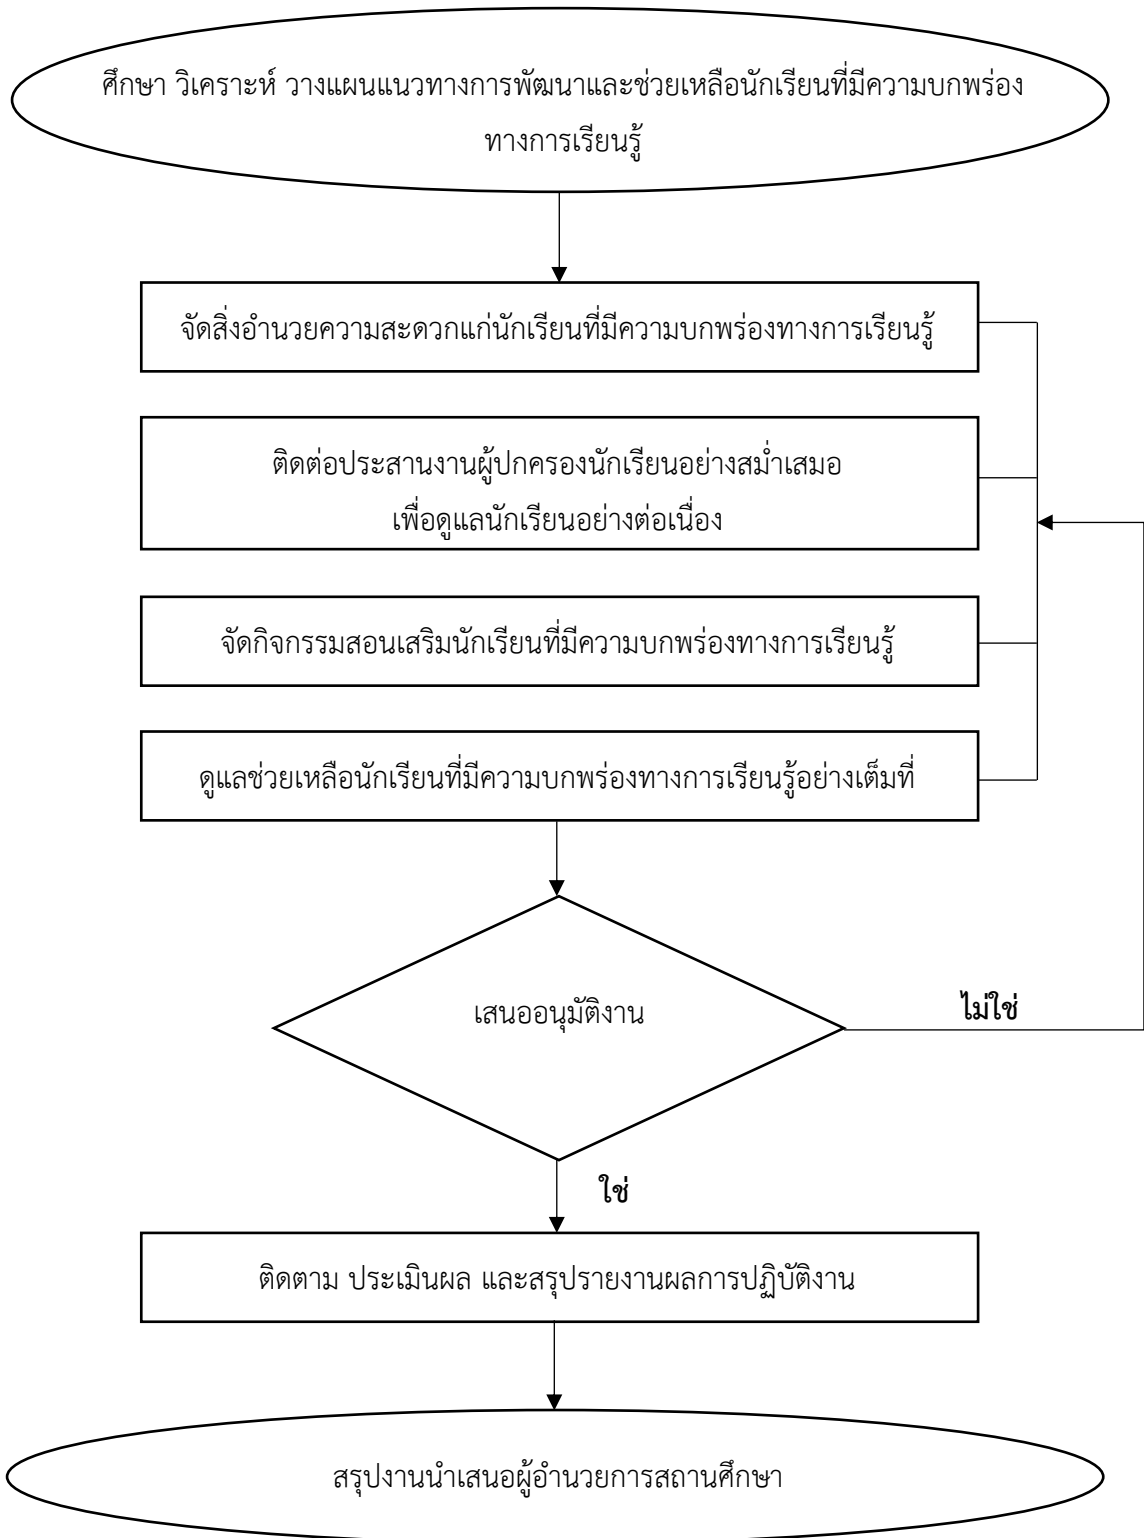 ศึกษา วิเคราะห์ วางแผนแนวทางการพัฒนาและช่วยเหลือนักเรียนที่มีความบกพร่อง
ทางการเรียนรู้
จัดสิ่งอำนวยความสะดวกแก่นักเรียนที่มีความบกพร่องทางการเรียนรู้
ติดต่อประสานงานผู้ปกครองนักเรียนอย่างสม่ำเสมอ
เพื่อดูแลนักเรียนอย่างต่อเนื่อง
จัดกิจกรรมสอนเสริมนักเรียนที่มีความบกพร่องทางการเรียนรู้
ดูแลช่วยเหลือนักเรียนที่มีความบกพร่องทางการเรียนรู้อย่างเต็มที่
เสนออนุมัติงาน
ไม่ใช่
ใช่
ติดตาม ประเมินผล และสรุปรายงานผลการปฏิบัติงาน
สรุปงานนำเสนอผู้อำนวยการสถานศึกษา